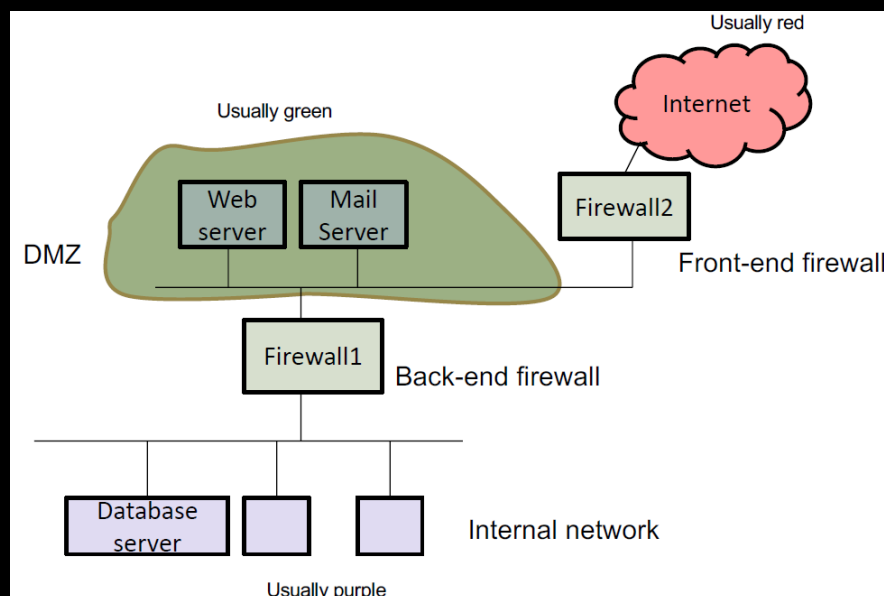 Usually red
Internet
Usually green
Web
server
Mail
Server
Firewall2
DMZ
Front-end firewall
Firewall1
Back-end firewall
Database
server
Internal network
Usually purple